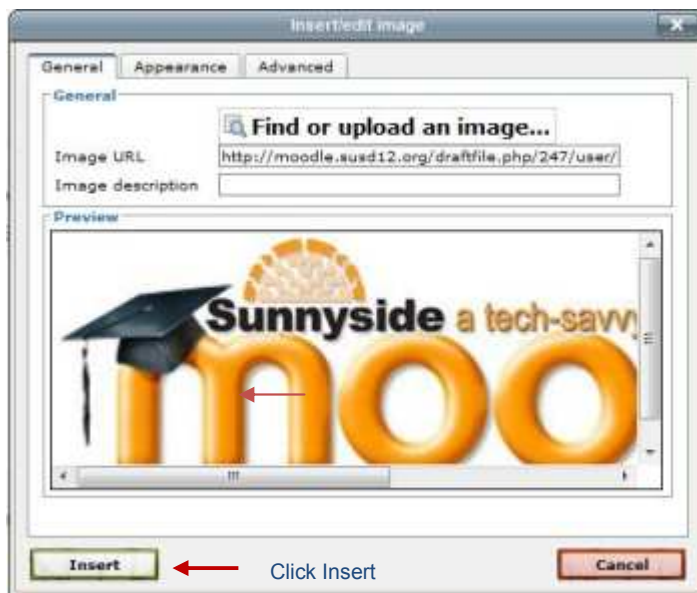 Insert/edit image
General Appearance Advanced
General
Find or upload an image...
Image URL http://moodle.susd12.org/draftfile.php/247/user/
Image description
Preview
Sunnyside a tech-savvy
moo
Insert Click Insert Cancel